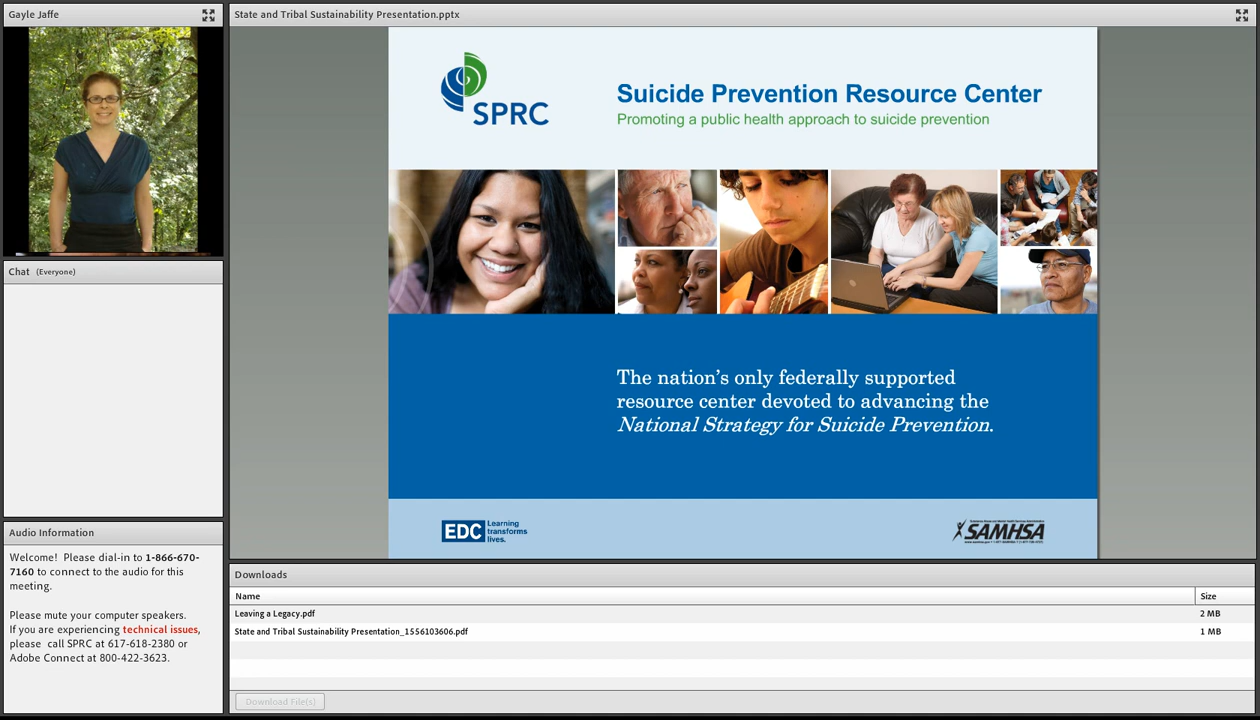 Gayle Jaffe
State and Tribal Sustainability Presentation.pptx
SPRC
Suicide Prevention Resource Center
Promoting a public health approach to suicide prevention
The nation's only federally supported
resource center devoted to advancing the
National Strategy for Suicide Prevention.
EDC Learning
transforms
lives.
SAMHSA
Chat (Everyone)
Audio Information
Welcome! Please dial-in to 1-866-670-
7160 to connect to the audio for this
meeting.
Please mute your computer speakers.
If you are experiencing technical issues,
please call SPRC at 617-618-2380 or
Adobe Connect at 800-422-3623.
Downloads
Name Size
Leaving a Legacy.pdf 2 MB
State and Tribal Sustainability Presentation_1556103606.pdf 1 MB
Download File(s)